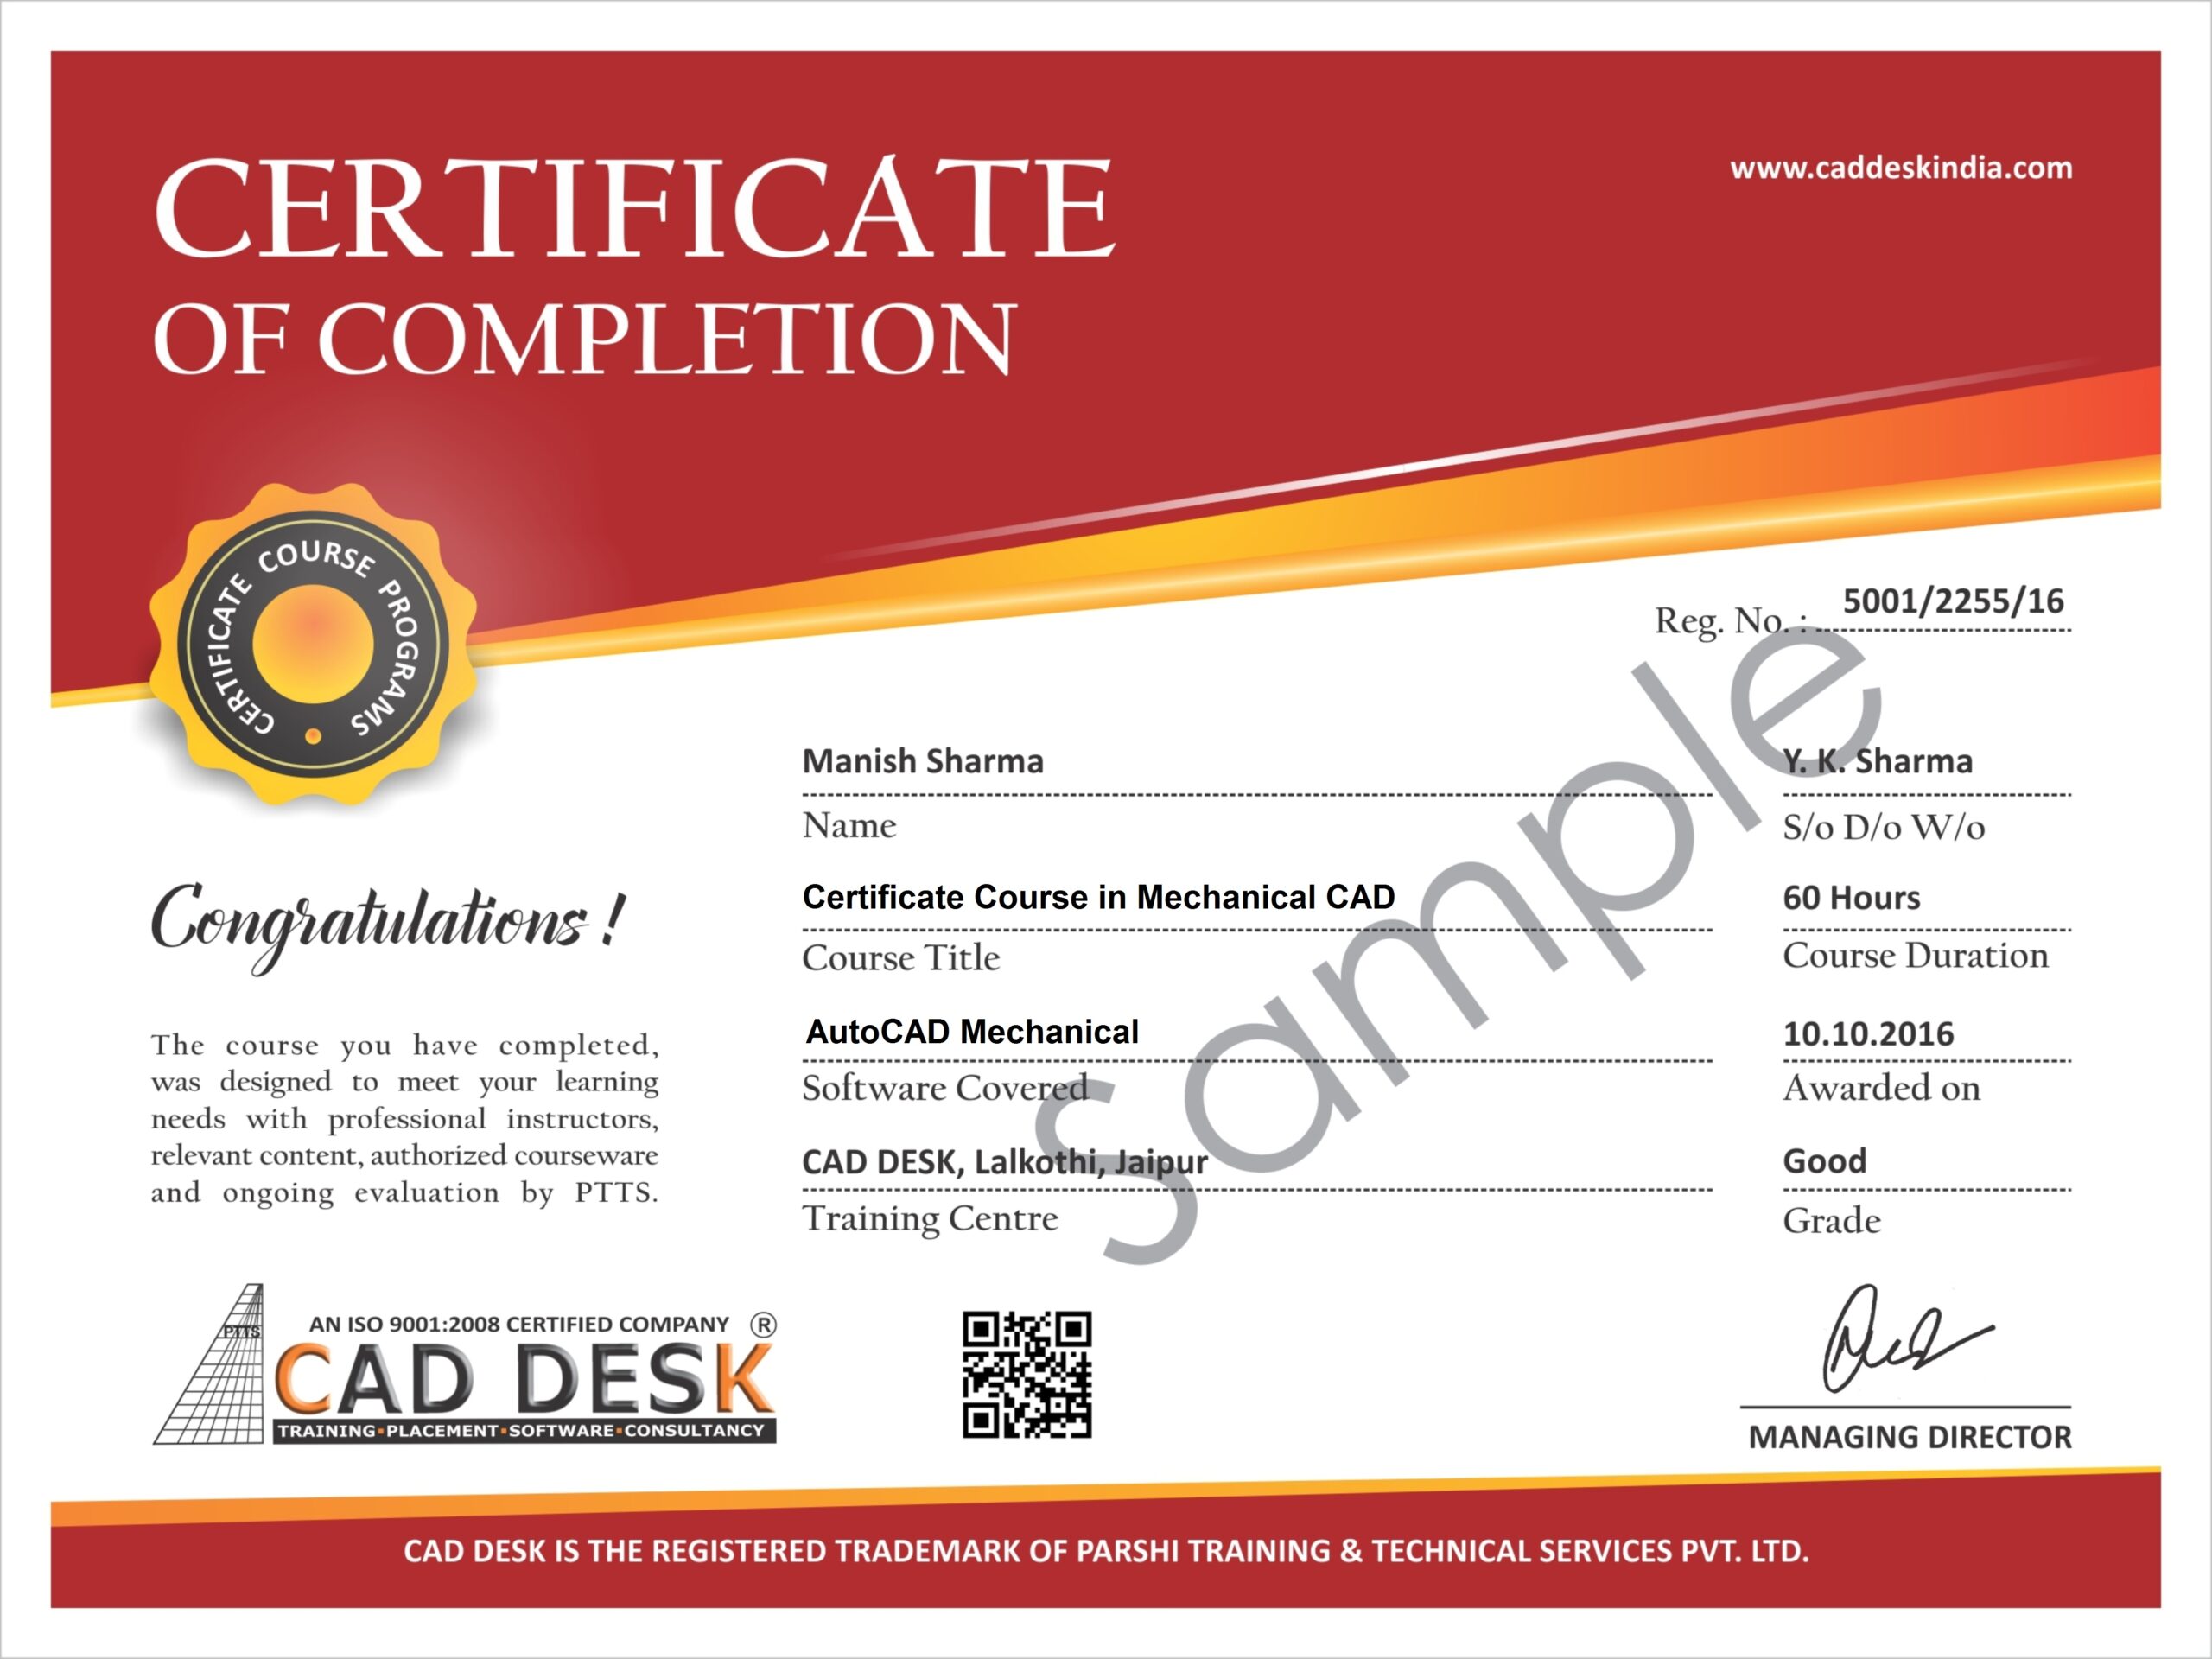 CERTIFICATE
OF COMPLETION
www.caddeskindia.com
CERTIFICATE COURSE PROGRAMS
Reg. No. : 5001/2255/16
Manish Sharma
Name
Y. K. Sharma
S/o D/o W/o
Certificate Course in Mechanical CAD
Course Title
60 Hours
Course Duration
AutoCAD Mechanical
Software Covered
10.10.2016
Awarded on
CAD DESK, Lalkothi, Jaipur
Training Centre
Good
Grade
sample
Congratulations !
The course you have completed,
was designed to meet your learning
needs with professional instructors,
relevant content, authorized courseware
and ongoing evaluation by PTTS.
PTTS
AN ISO 9001:2008 CERTIFIED COMPANY ®
CAD DESK
TRAINING▪PLACEMENT▪SOFTWARE▪CONSULTANCY
MANAGING DIRECTOR
CAD DESK IS THE REGISTERED TRADEMARK OF PARSHI TRAINING & TECHNICAL SERVICES PVT. LTD.